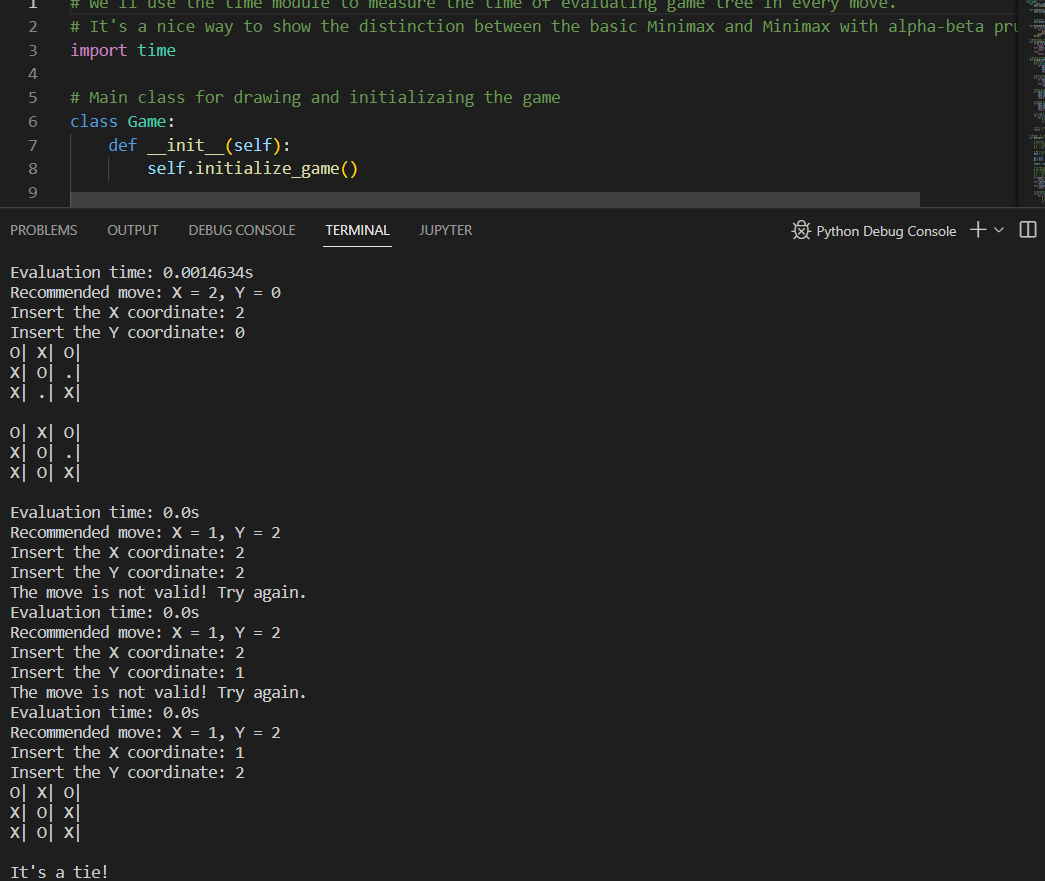 1 # We'll use the time module to measure the time of evaluating game tree in every move.
2 # It's a nice way to show the distinction between the basic Minimax and Minimax with alpha-beta pru
3 import time
4
5 # Main class for drawing and initializaing the game
6 class Game:
7 def __init__(self):
8 self.initialize_game()
9
PROBLEMS OUTPUT DEBUG CONSOLE TERMINAL JUPYTER Python Debug Console
Evaluation time: 0.0014634s
Recommended move: X = 2, Y = 0
Insert the X coordinate: 2
Insert the Y coordinate: 0
O| X| O|
X| O| .|
X| .| X|
O| X| O|
X| O| .|
X| O| X|
Evaluation time: 0.0s
Recommended move: X = 1, Y = 2
Insert the X coordinate: 2
Insert the Y coordinate: 2
The move is not valid! Try again.
Evaluation time: 0.0s
Recommended move: X = 1, Y = 2
Insert the X coordinate: 2
Insert the Y coordinate: 1
The move is not valid! Try again.
Evaluation time: 0.0s
Recommended move: X = 1, Y = 2
Insert the X coordinate: 1
Insert the Y coordinate: 2
O| X| O|
X| O| X|
X| O| X|
It's a tie!